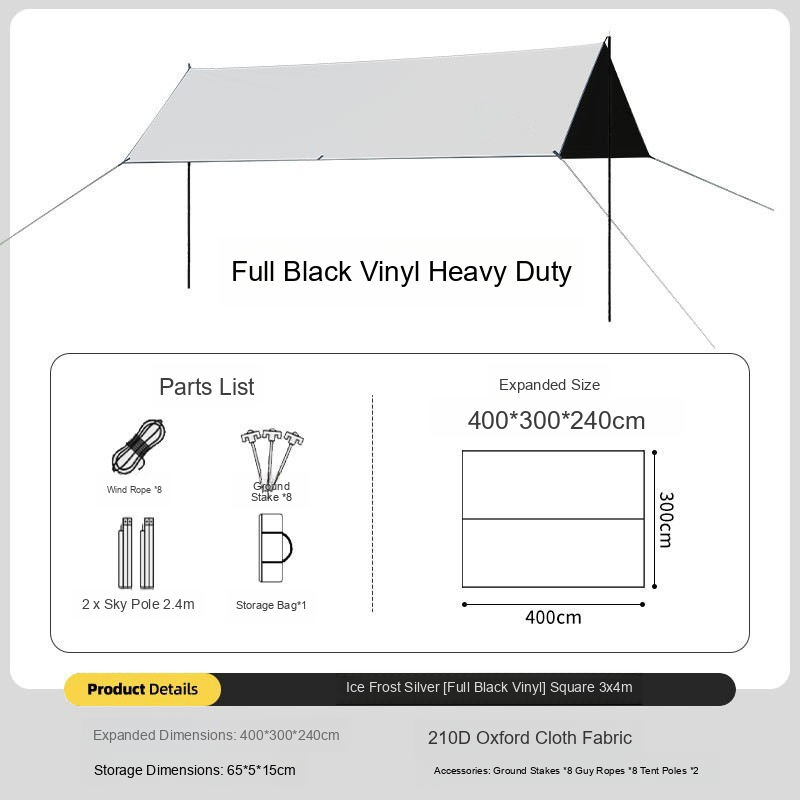 Full Black Vinyl Heavy Duty
Parts List
Wind Rope *8
Ground
Stake *8
2 x Sky Pole 2.4m
Storage Bag*1
Expanded Size
400*300*240cm
300cm
400cm
Product Details
Ice Frost Silver [Full Black Vinyl] Square 3x4m
Expanded Dimensions: 400*300*240cm
210D Oxford Cloth Fabric
Storage Dimensions: 65*5*15cm
Accessories: Ground Stakes *8 Guy Ropes *8 Tent Poles *2